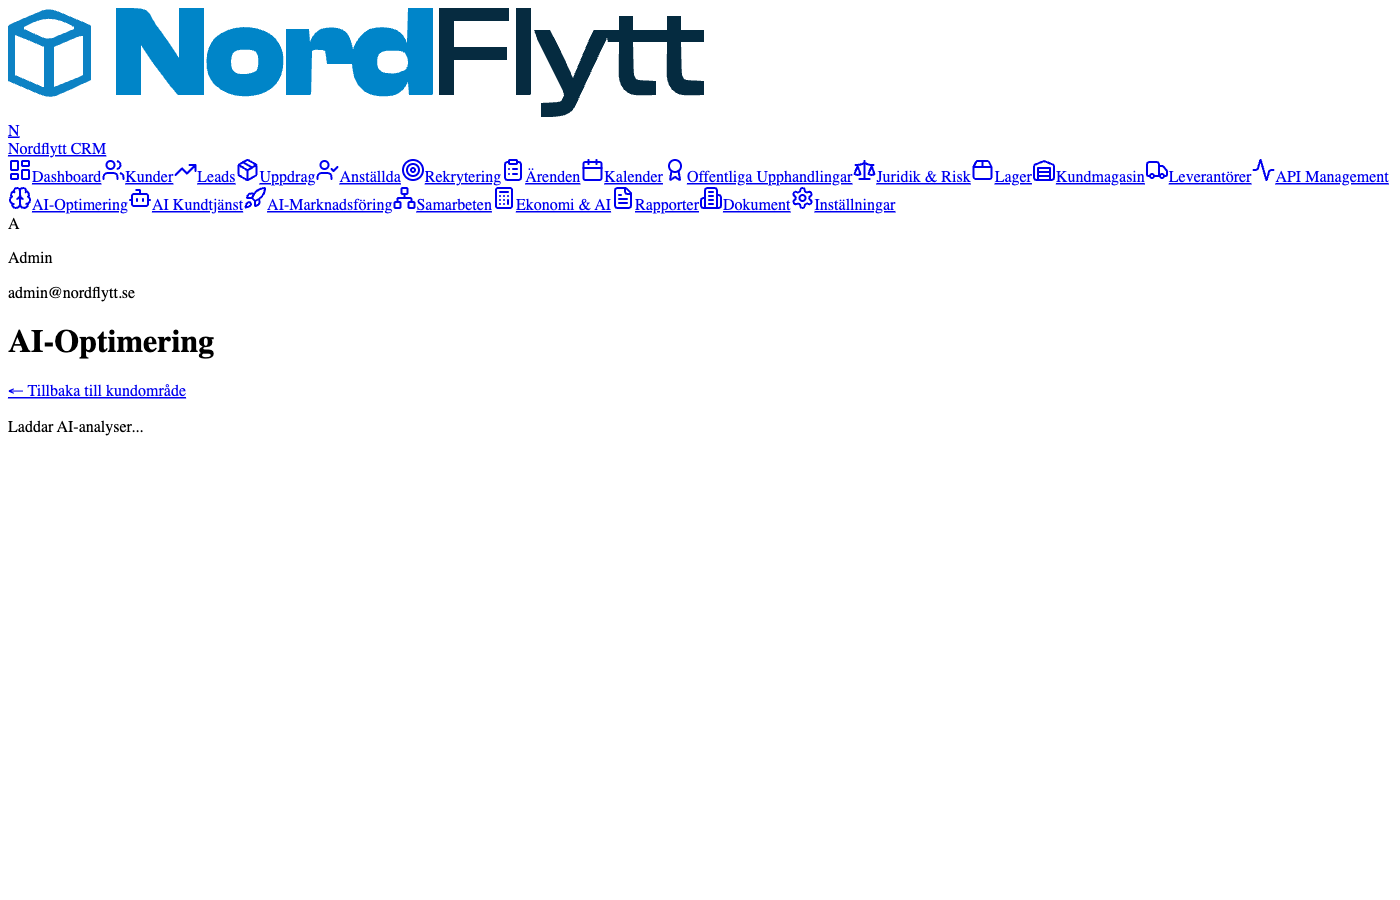 NordFlytt
N
Nordflytt CRM
Dashboard Kunder Leads Uppdrag Anställda Rekrytering Ärenden Kalender Offentliga Upphandlingar Juridik & Risk Lager Kundmagasin Leverantörer API Management
AI-Optimering AI Kundtjänst AI-Marknadsföring Samarbeten Ekonomi & AI Rapporter Dokument Inställningar
A
Admin
admin@nordflytt.se
AI-Optimering
← Tillbaka till kundområde
Laddar AI-analyser...